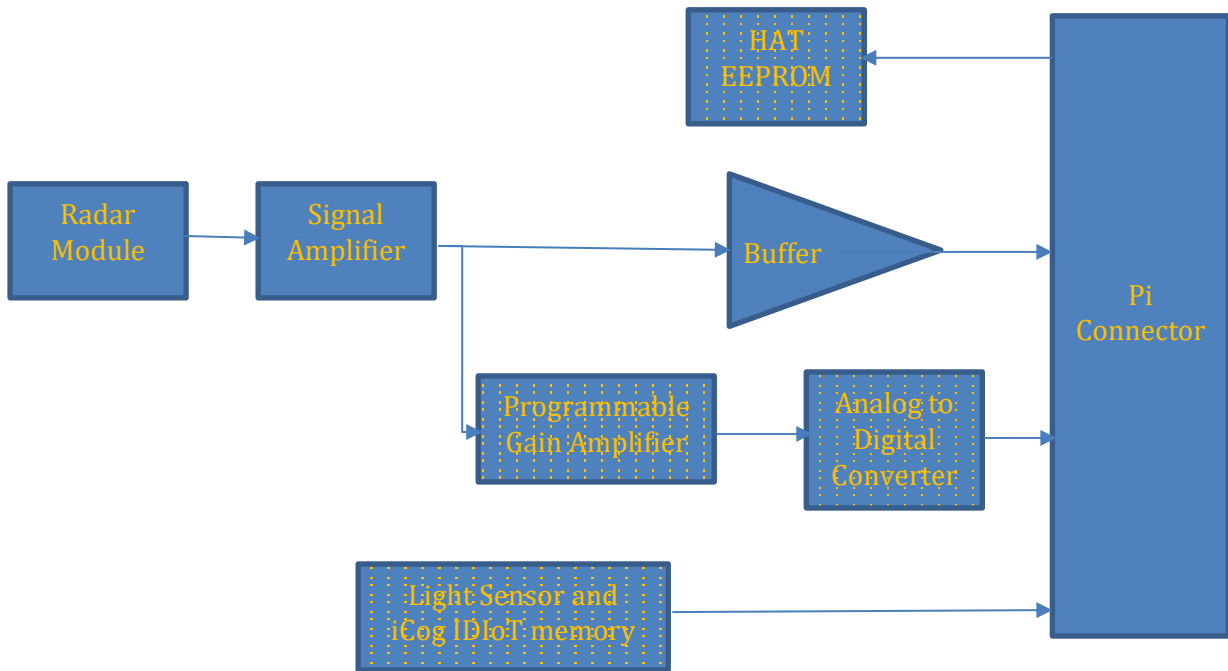 HAT
EEPROM
Radar
Module
Signal
Amplifier
Buffer
Pi
Connector
Programmable
Gain Amplifier
Analog to
Digital
Converter
Light Sensor and
iCog IDIoT memory